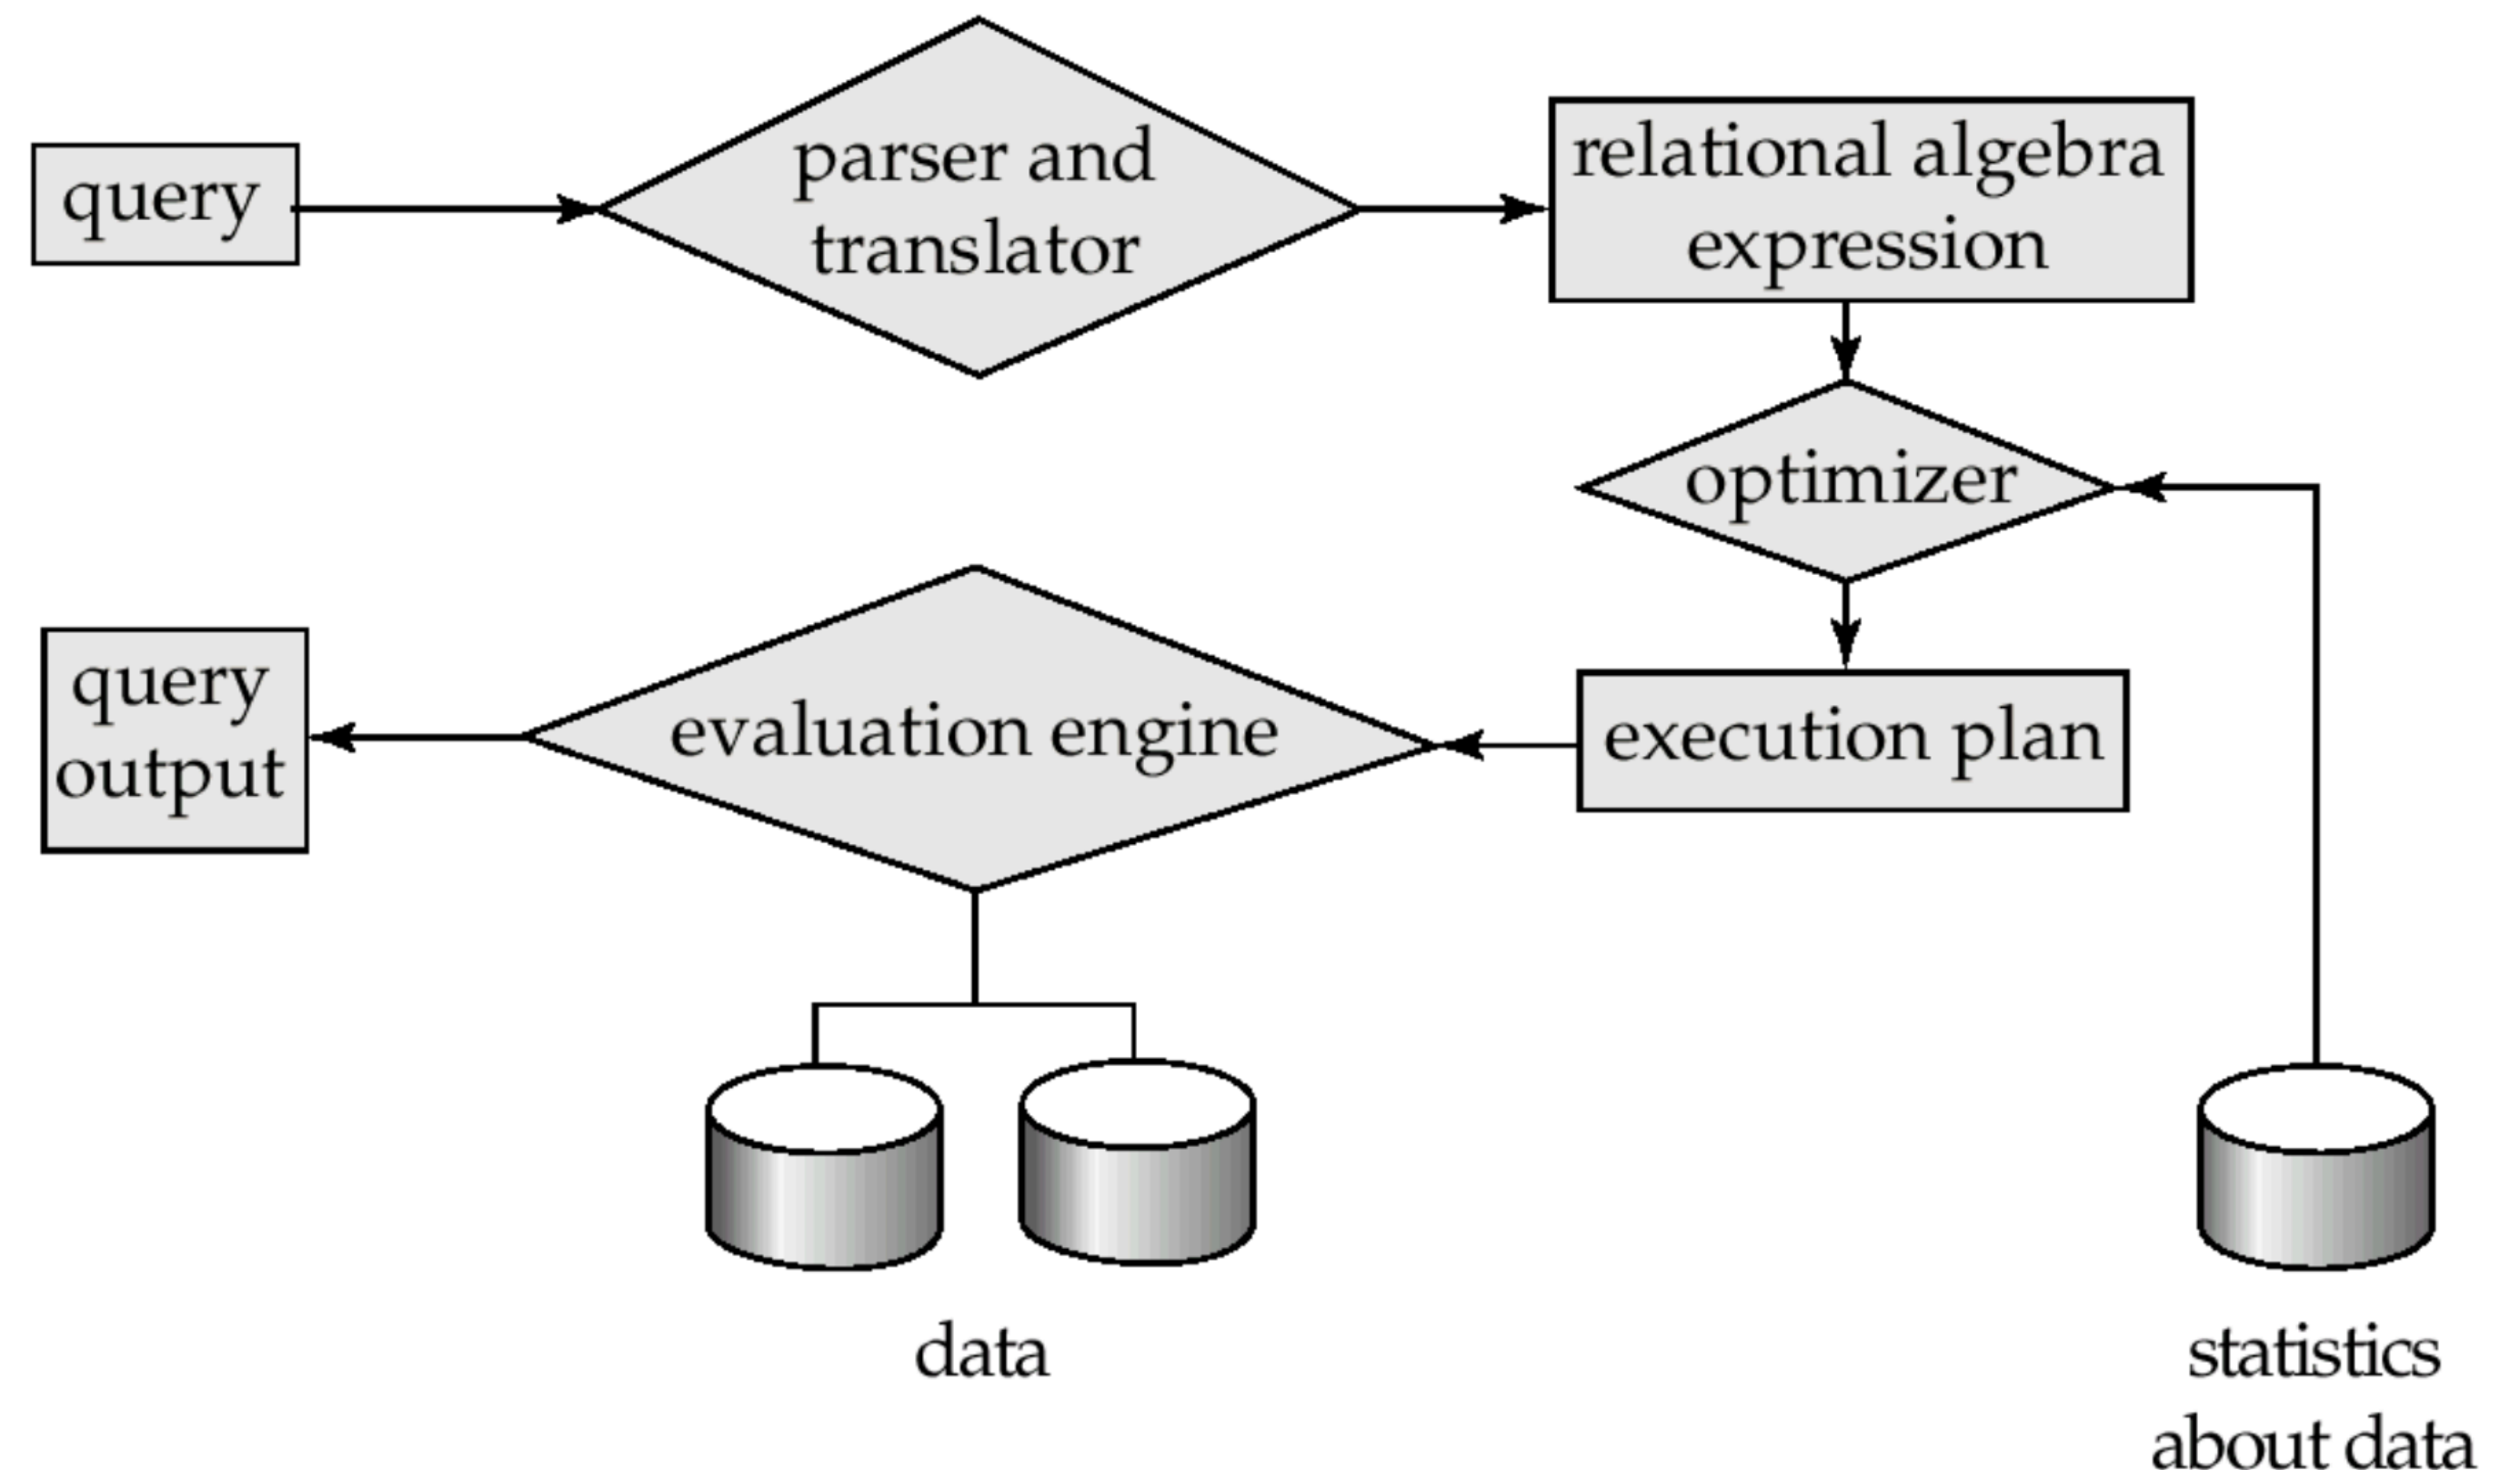 query
parser and
translator
relational algebra
expression
optimizer
query
output
evaluation engine
execution plan
data
statistics
about data